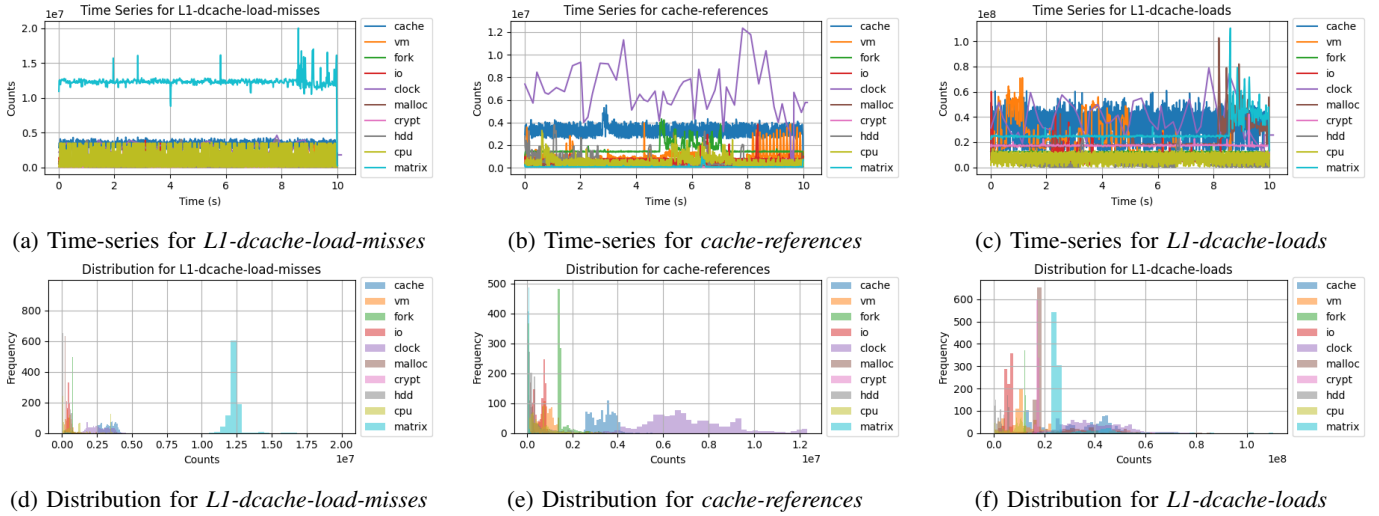 Time Series for L1-dcache-load-misses
1e7
Counts
2.0
1.5
1.0
0.5
0.0
0 2 4 6 8 10
Time (s)
cache
vm
fork
io
clock
malloc
crypt
hdd
cpu
matrix
Time Series for cache-references
1e7
Counts
1.2
1.0
0.8
0.6
0.4
0.2
0.0
0 2 4 6 8 10
Time (s)
cache
vm
fork
io
clock
malloc
crypt
hdd
cpu
matrix
Time Series for L1-dcache-loads
1e8
Counts
1.0
0.8
0.6
0.4
0.2
0.0
0 2 4 6 8 10
Time (s)
cache
vm
fork
io
clock
malloc
crypt
hdd
cpu
matrix
(a) Time-series for L1-dcache-load-misses
(b) Time-series for cache-references
(c) Time-series for L1-dcache-loads
Distribution for L1-dcache-load-misses
Frequency
800
600
400
200
0
0.0 0.2 0.5 0.8 1.0 1.2 1.5 1.8 2.0
Counts
1e7
cache
vm
fork
io
clock
malloc
crypt
hdd
cpu
matrix
Distribution for cache-references
Frequency
500
400
300
200
100
0
0.0 0.2 0.4 0.6 0.8 1.0 1.2
Counts
1e7
cache
vm
fork
io
clock
malloc
crypt
hdd
cpu
matrix
Distribution for L1-dcache-loads
Frequency
600
500
400
300
200
100
0
0.0 0.2 0.4 0.6 0.8 1.0
Counts
1e8
cache
vm
fork
io
clock
malloc
crypt
hdd
cpu
matrix
(d) Distribution for L1-dcache-load-misses
(e) Distribution for cache-references
(f) Distribution for L1-dcache-loads